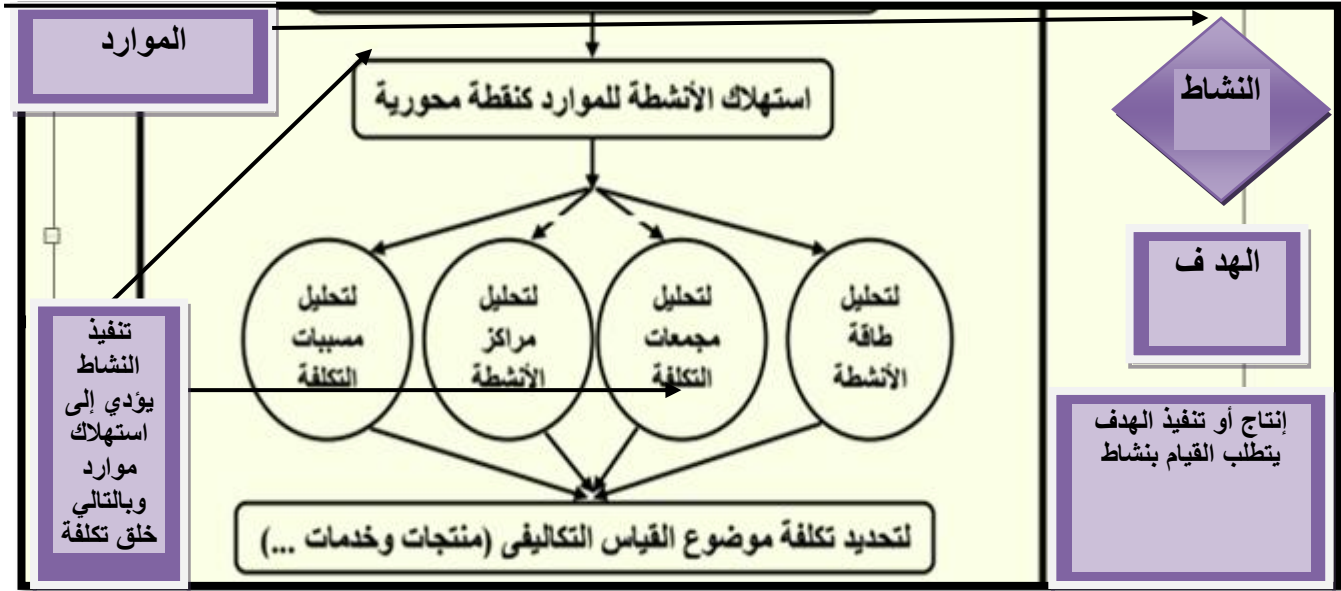 الموارد
النشاط
استهلاك الأنشطة للموارد كنقطة محورية
الهد ف
لتحليل
طاقة
الأنشطة
لتحليل
مجمعات
التكلفة
لتحليل
مراكز
الأنشطة
لتحليل
مسببات
التكلفة
إنتاج أو تنفيذ الهدف
يتطلب القيام بنشاط
تنفيذ
النشاط
يؤدي إلى
استهلاك
موارد
وبالتالي
خلق تكلفة
لتحديد تكلفة موضوع القياس التكاليفى (منتجات وخدمات ...)